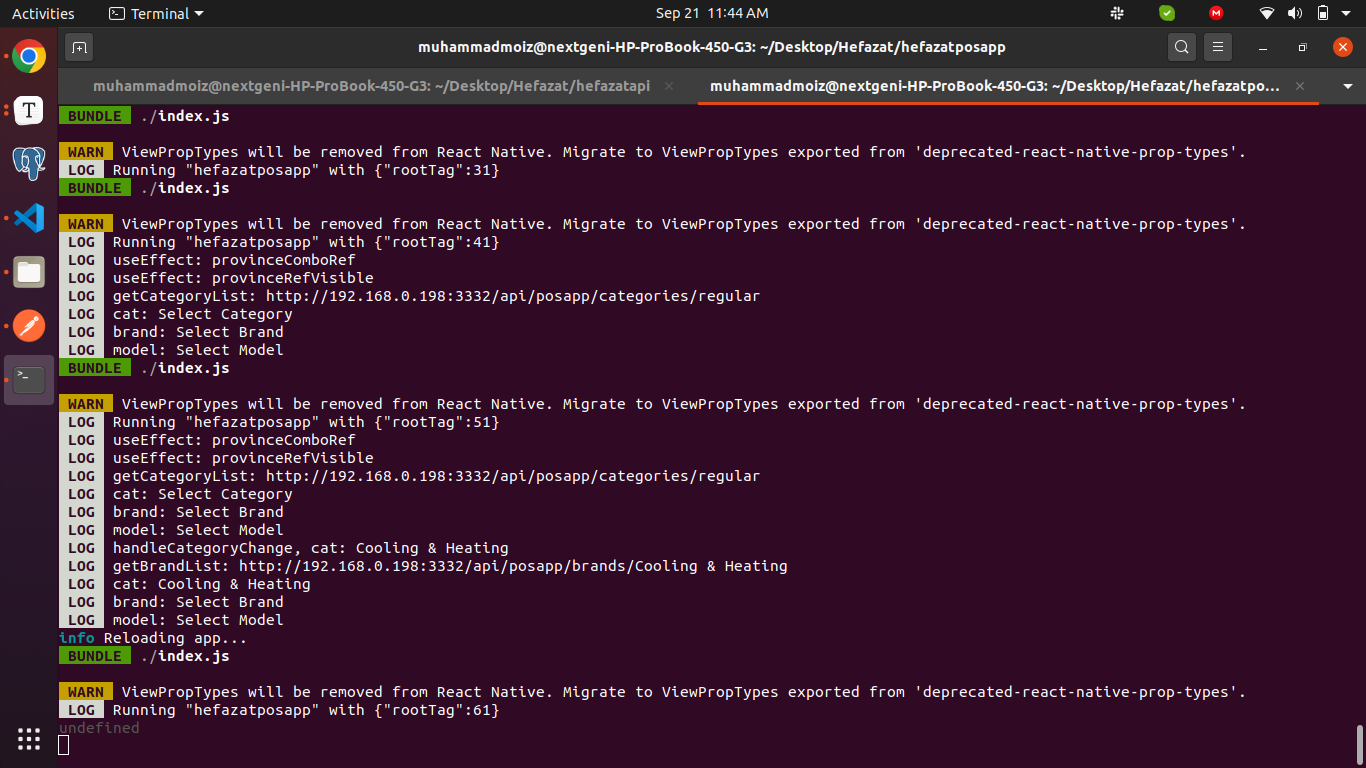 Activities
Terminal
Sep 21 11:44 AM
muhammadmoiz@nextgeni-HP-ProBook-450-G3: ~/Desktop/Hefazat/hefazatposapp
muhammadmoiz@nextgeni-HP-ProBook-450-G3: ~/Desktop/Hefazat/hefazatapi
muhammadmoiz@nextgeni-HP-ProBook-450-G3: ~/Desktop/Hefazat/hefazatpo...
BUNDLE ./index.js
WARN ViewPropTypes will be removed from React Native. Migrate to ViewPropTypes exported from 'deprecated-react-native-prop-types'.
LOG Running "hefazatposapp" with {"rootTag":31}
BUNDLE ./index.js
WARN ViewPropTypes will be removed from React Native. Migrate to ViewPropTypes exported from 'deprecated-react-native-prop-types'.
LOG Running "hefazatposapp" with {"rootTag":41}
LOG useEffect: provinceComboRef
LOG useEffect: provinceRefVisible
LOG getCategoryList: http://192.168.0.198:3332/api/posapp/categories/regular
LOG cat: Select Category
LOG brand: Select Brand
LOG model: Select Model
BUNDLE ./index.js
WARN ViewPropTypes will be removed from React Native. Migrate to ViewPropTypes exported from 'deprecated-react-native-prop-types'.
LOG Running "hefazatposapp" with {"rootTag":51}
LOG useEffect: provinceComboRef
LOG useEffect: provinceRefVisible
LOG getCategoryList: http://192.168.0.198:3332/api/posapp/categories/regular
LOG cat: Select Category
LOG brand: Select Brand
LOG model: Select Model
LOG handleCategoryChange, cat: Cooling & Heating
LOG getBrandList: http://192.168.0.198:3332/api/posapp/brands/Cooling & Heating
LOG cat: Cooling & Heating
LOG brand: Select Brand
LOG model: Select Model
info Reloading app...
BUNDLE ./index.js
WARN ViewPropTypes will be removed from React Native. Migrate to ViewPropTypes exported from 'deprecated-react-native-prop-types'.
LOG Running "hefazatposapp" with {"rootTag":61}
undefined